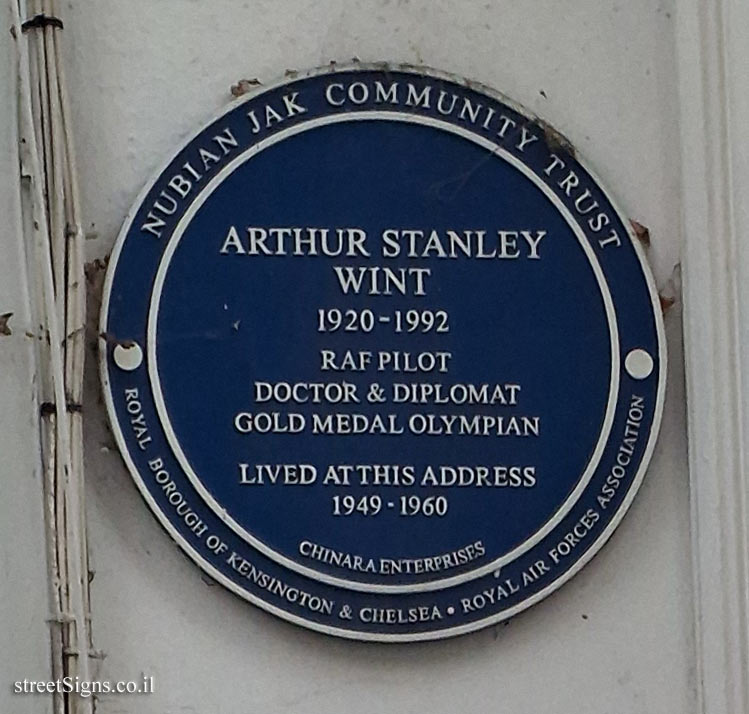 NUBIAN JAK COMMUNITY TRUST
ARTHUR STANLEY
WINT
1920-1992
RAF PILOT
DOCTOR & DIPLOMAT
GOLD MEDAL OLYMPIAN
LIVED AT THIS ADDRESS
1949-1960
CHINARA ENTERPRISES
ROYAL BOROUGH OF KENSINGTON & CHELSEA • ROYAL AIR FORCES ASSOCIATION
streetSigns.co.il